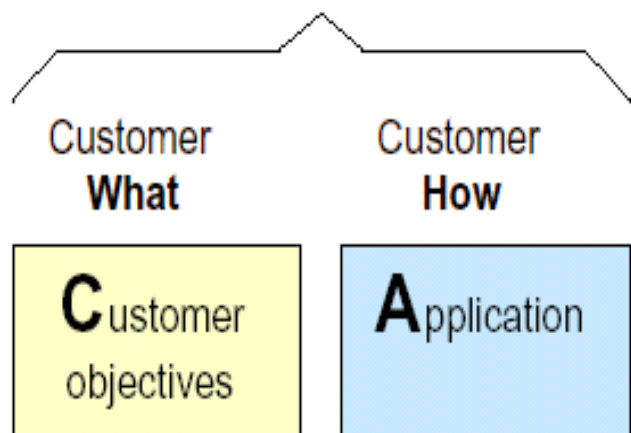 Customer
What
Customer
How
Customer
objectives
Application